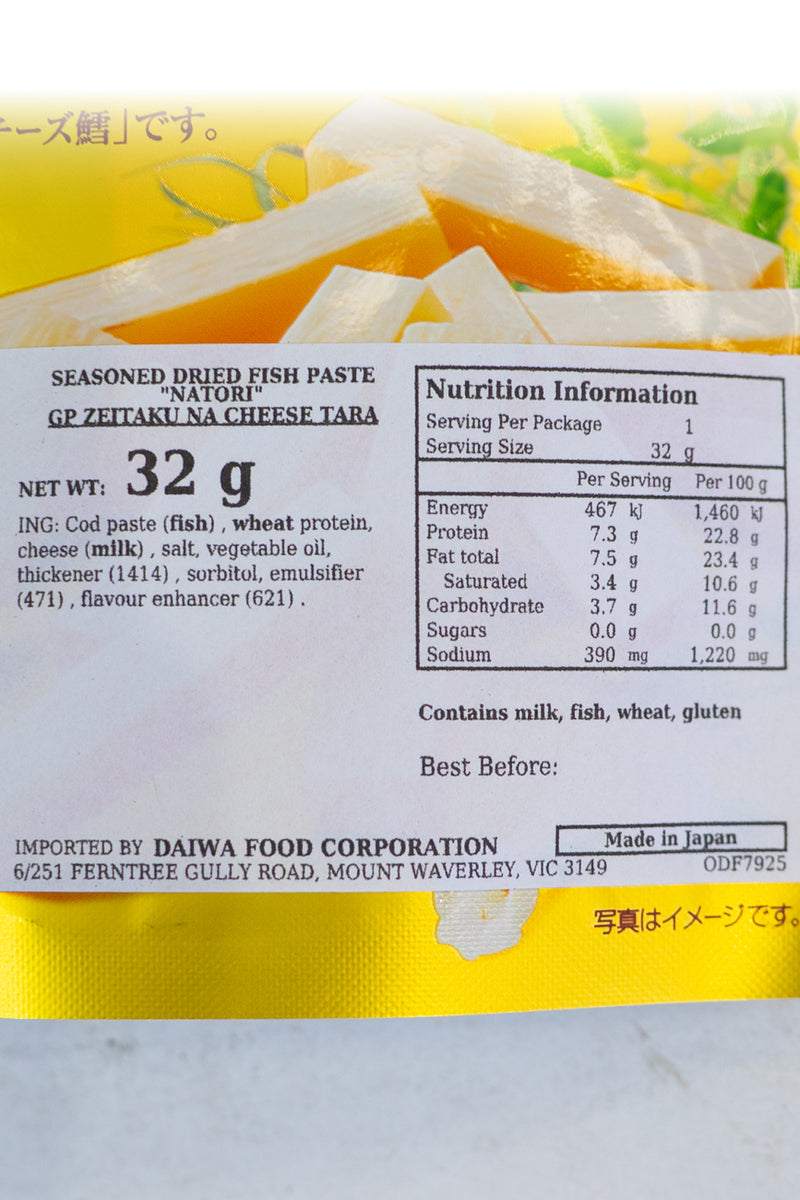 チーズ鱈」です。
SEASONED DRIED FISH PASTE
"NATORI"
GP ZEITAKU NA CHEESE TARA
NET WT: 32 g
ING: Cod paste (fish) , wheat protein,
cheese (milk) , salt, vegetable oil,
thickener (1414) , sorbitol, emulsifier
(471) , flavour enhancer (621) .
Nutrition Information
Serving Per Package 1
Serving Size 32 g
Per Serving Per 100 g
Energy 467 kJ 1,460 kJ
Protein 7.3 g 22.8 g
Fat total 7.5 g 23.4 g
Saturated 3.4 g 10.6 g
Carbohydrate 3.7 g 11.6 g
Sugars 0.0 g 0.0 g
Sodium 390 mg 1,220 mg
Contains milk, fish, wheat, gluten
Best Before:
IMPORTED BY DAIWA FOOD CORPORATION
6/251 FERNTREE GULLY ROAD, MOUNT WAVERLEY, VIC 3149
Made in Japan
ODF7925
写真はイメージです。